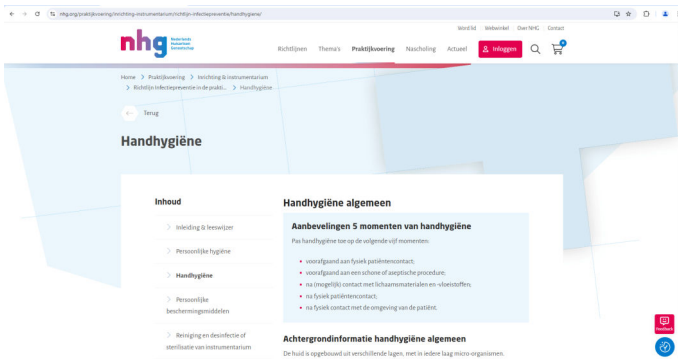 nhg.org/praktijkvoering/inrichting-instrumentarium/richtlijn-infectiepreventie/handhygiene/
Word lid Webwinkel Over NHG Contact
nhg Nederlands
Huisartsen
Genootschap
Richtlijnen Thema's Praktijkvoering Nascholing Actueel Inloggen 0
Home > Praktijkvoering > Inrichting & instrumentarium
> Richtlijn Infectiepreventie in de prakti... > Handhygiëne
Terug
Handhygiëne
Inhoud
> Inleiding & leeswijzer
> Persoonlijke hygiëne
> Handhygiëne
> Persoonlijke
beschermingsmiddelen
> Reiniging en desinfectie of
sterilisatie van instrumentarium
Handhygiëne algemeen
Aanbevelingen 5 momenten van handhygiëne
Pas handhygiëne toe op de volgende vijf momenten:
• voorafgaand aan fysiek patiëntencontact;
• voorafgaand aan een schone of aseptische procedure;
• na (mogelijk) contact met lichaamsmaterialen en -vloeistoffen;
• na fysiek patiëntencontact;
• na fysiek contact met de omgeving van de patiënt.
Achtergrondinformatie handhygiëne algemeen
De huid is opgebouwd uit verschillende lagen, met in iedere laag micro-organismen.
Feedback